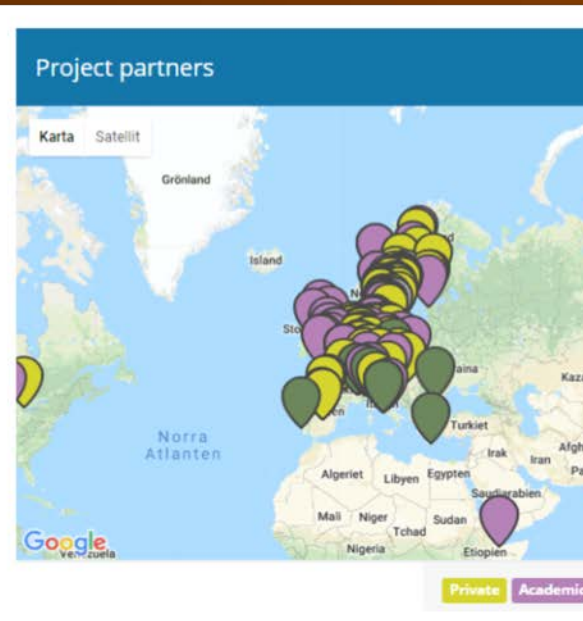 Project partners
Karta Satellit
Grönland
Island
Turkiet
Norra
Atlanten
Irak
Iran
Algeriet
Libyen
Egypten
Saudiarabien
Mali
Niger
Tchad
Sudan
Nigeria
Etiopien
Google
Private